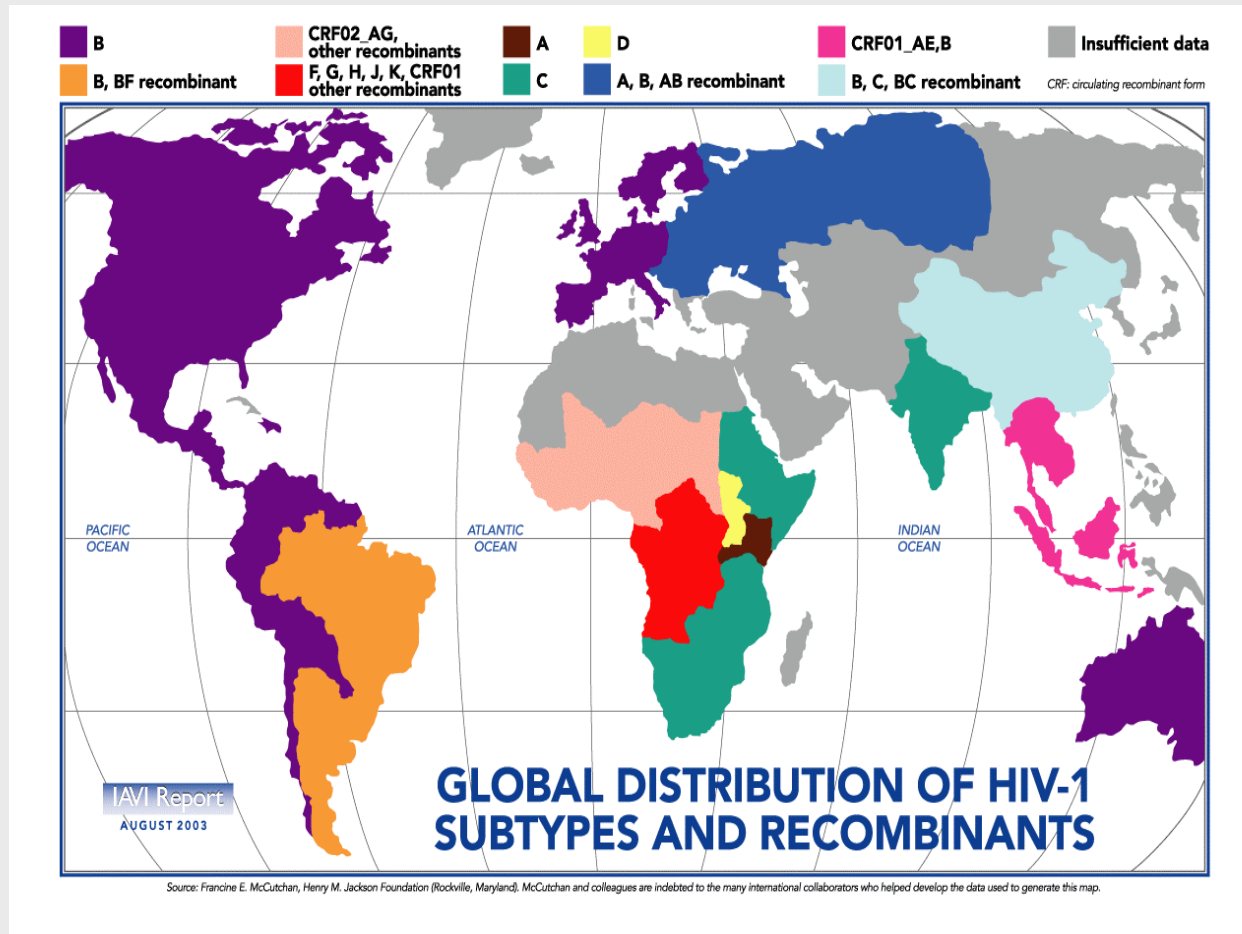 B
CRF02_AG,
other recombinants
A
D
CRF01_AE,B
Insufficient data
B, BF recombinant
F, G, H, J, K, CRF01
other recombinants
C
A, B, AB recombinant
B, C, BC recombinant
CRF: circulating recombinant form
PACIFIC
OCEAN
ATLANTIC
OCEAN
INDIAN
OCEAN
IAVI Report
AUGUST 2003
GLOBAL DISTRIBUTION OF HIV-1
SUBTYPES AND RECOMBINANTS
Source: Francine E. McCutchan, Henry M. Jackson Foundation (Rockville, Maryland). McCutchan and colleagues are indebted to the many international collaborators who helped develop the data used to generate this map.